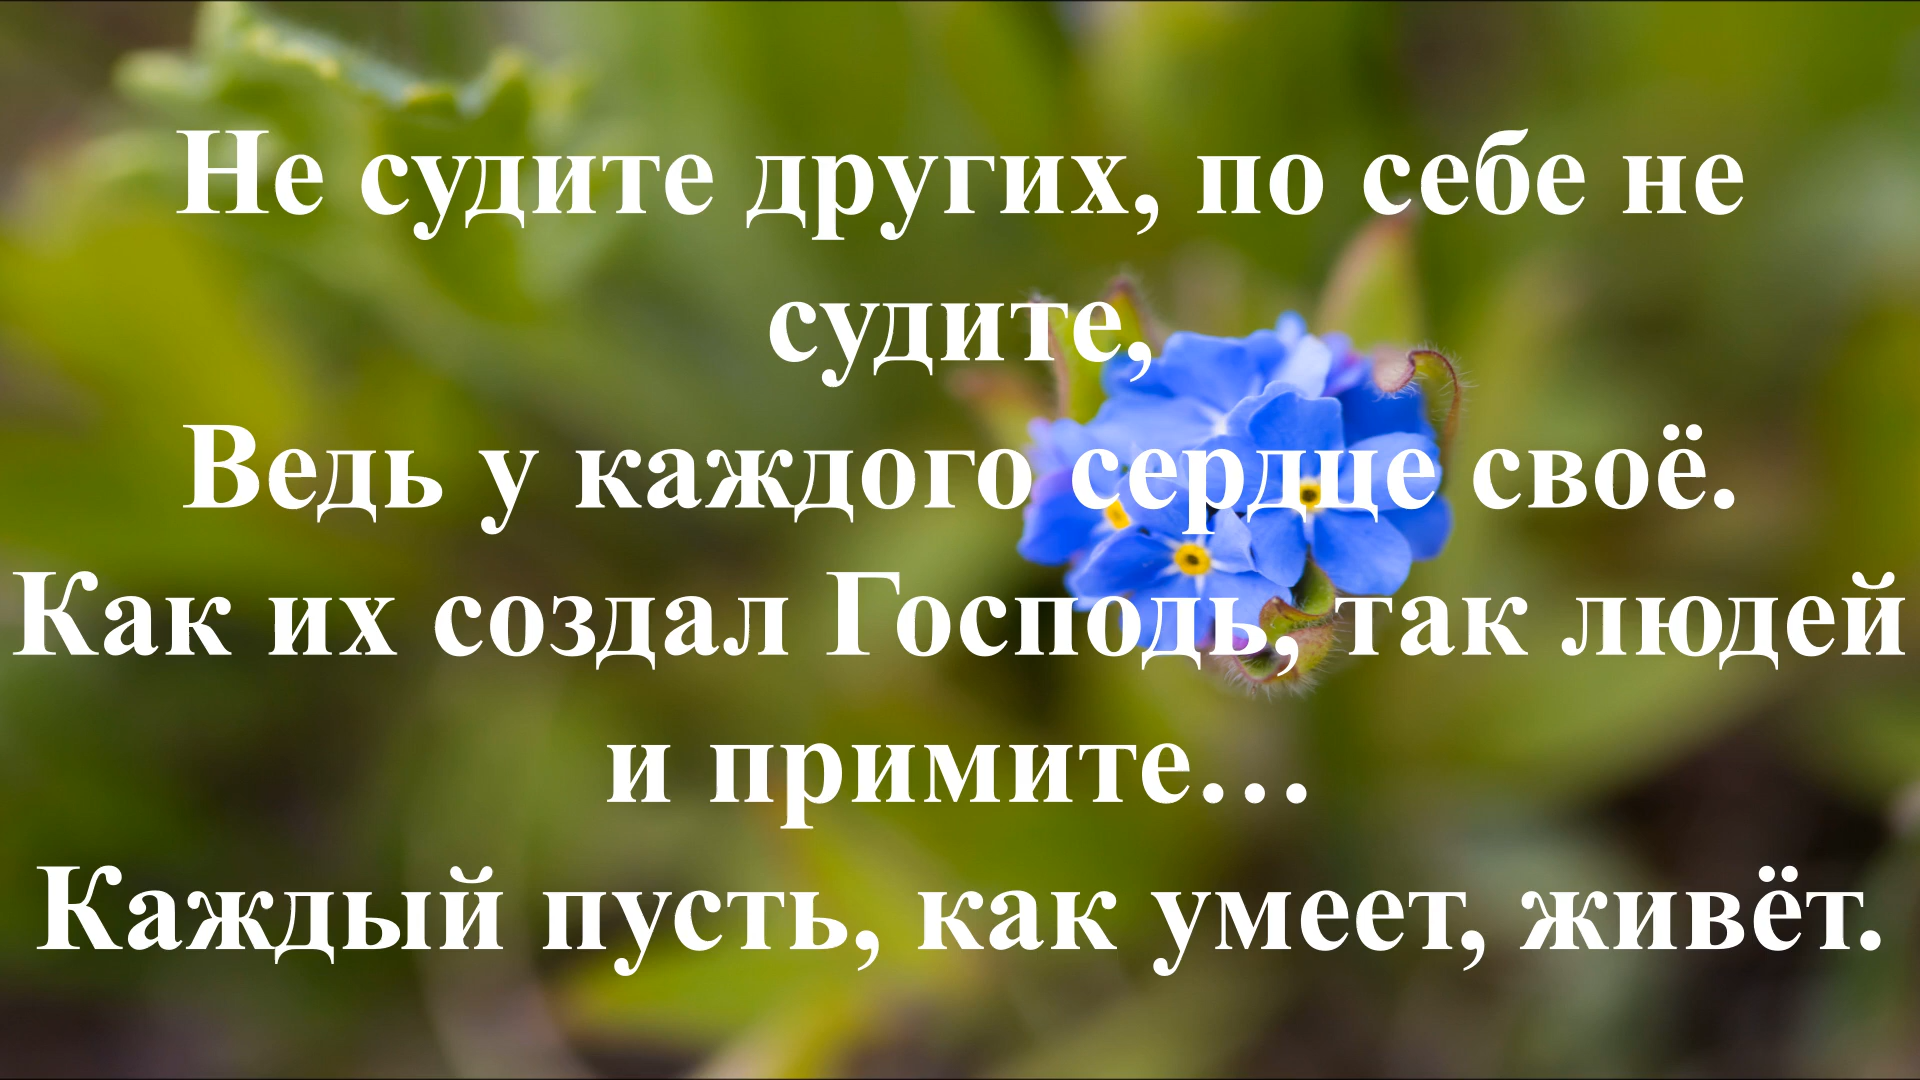 Не судите других, по себе не
судите,
Ведь у каждого сердце своё.
Как их создал Господь, так людей
и примите…
Каждый пусть, как умеет, живёт.